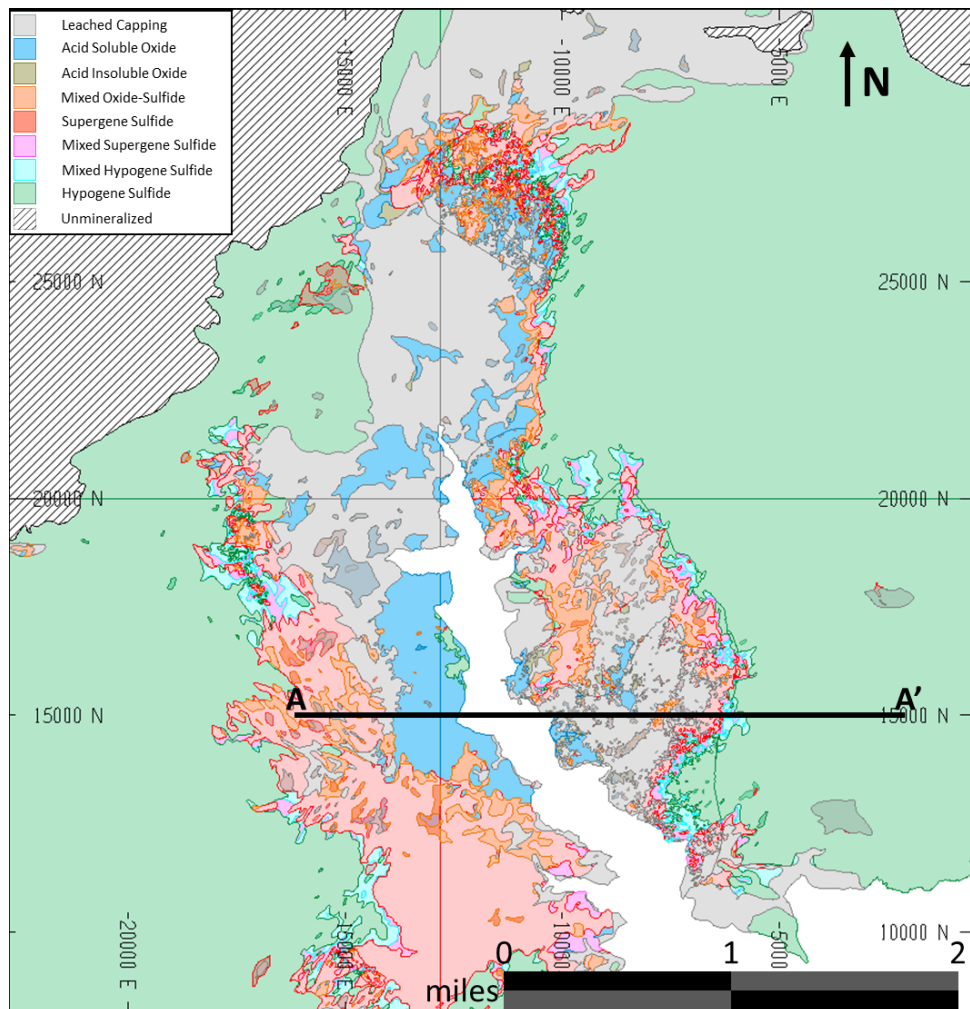 Leached Capping
Acid Soluble Oxide
Acid Insoluble Oxide
Mixed Oxide-Sulfide
Supergene Sulfide
Mixed Supergene Sulfide
Mixed Hypogene Sulfide
Hypogene Sulfide
Unmineralized
-15000 E
-10000 E
-5000 E
N
25000 N
25000 N
20000 N
20000 N
A
A'
15000 N
15000 N
-20000 E
-15000 E
-10000 E
-5000 E
10000 N
0
1
2
miles